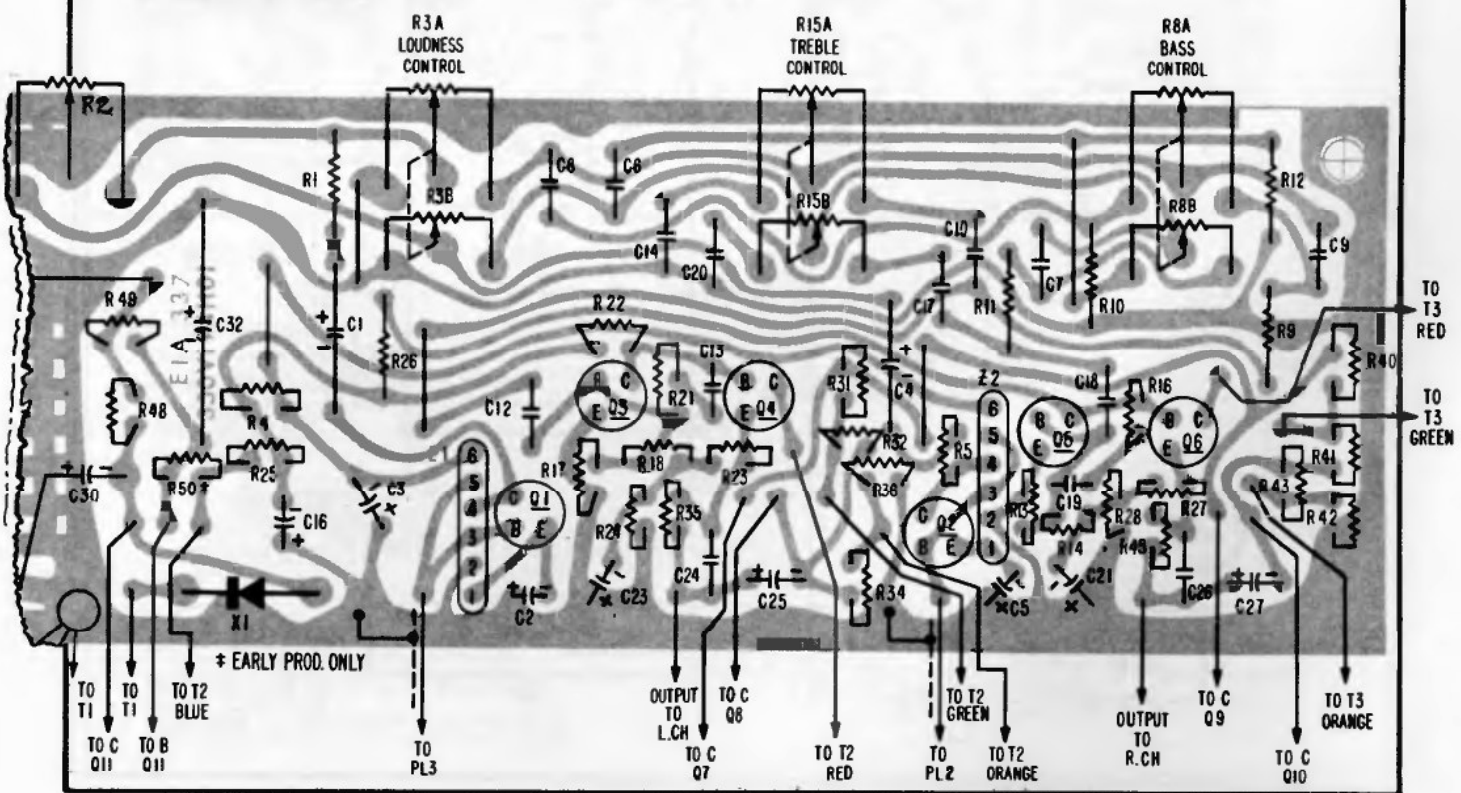 R3A
LOUDNESS
CONTROL
R15A
TREBLE
CONTROL
R8A
BASS
CONTROL
R2
R1
R3B
C8
C6
R15B
R8B
R12
C14
C20
C10
C7
C9
C17
R11
R10
TO
T3
RED
R49
EIA 337
C32
C1
R26
R22
R9
R40
R48
R4
C12
B
C
E
Q3
R21
C13
B
C
E
Q4
R31
C4
Z2
C18
R16
B
C
E
Q5
B
C
E
Q6
TO
T3
GREEN
C30
R50*
R25
C3
6
5
4
3
2
1
R17
R18
R23
R32
R36
R5
6
5
4
3
2
1
R41
R43
C16
C
Q1
B
E
R24
R35
C
Q2
B
E
R13
C19
R14
R28
R27
R45
R42
X1
C2
C23
C24
C25
R34
C5
C21
C26
C27
‡ EARLY PROD. ONLY
TO
T1
TO
T1
TO T2
BLUE
TO C
Q11
TO B
Q11
TO
PL3
OUTPUT
TO
L.CH
TO C
Q8
TO C
Q7
TO T2
RED
TO T2
GREEN
TO
PL2
TO T2
ORANGE
OUTPUT
TO
R.CH
TO C
Q9
TO T3
ORANGE
TO C
Q10